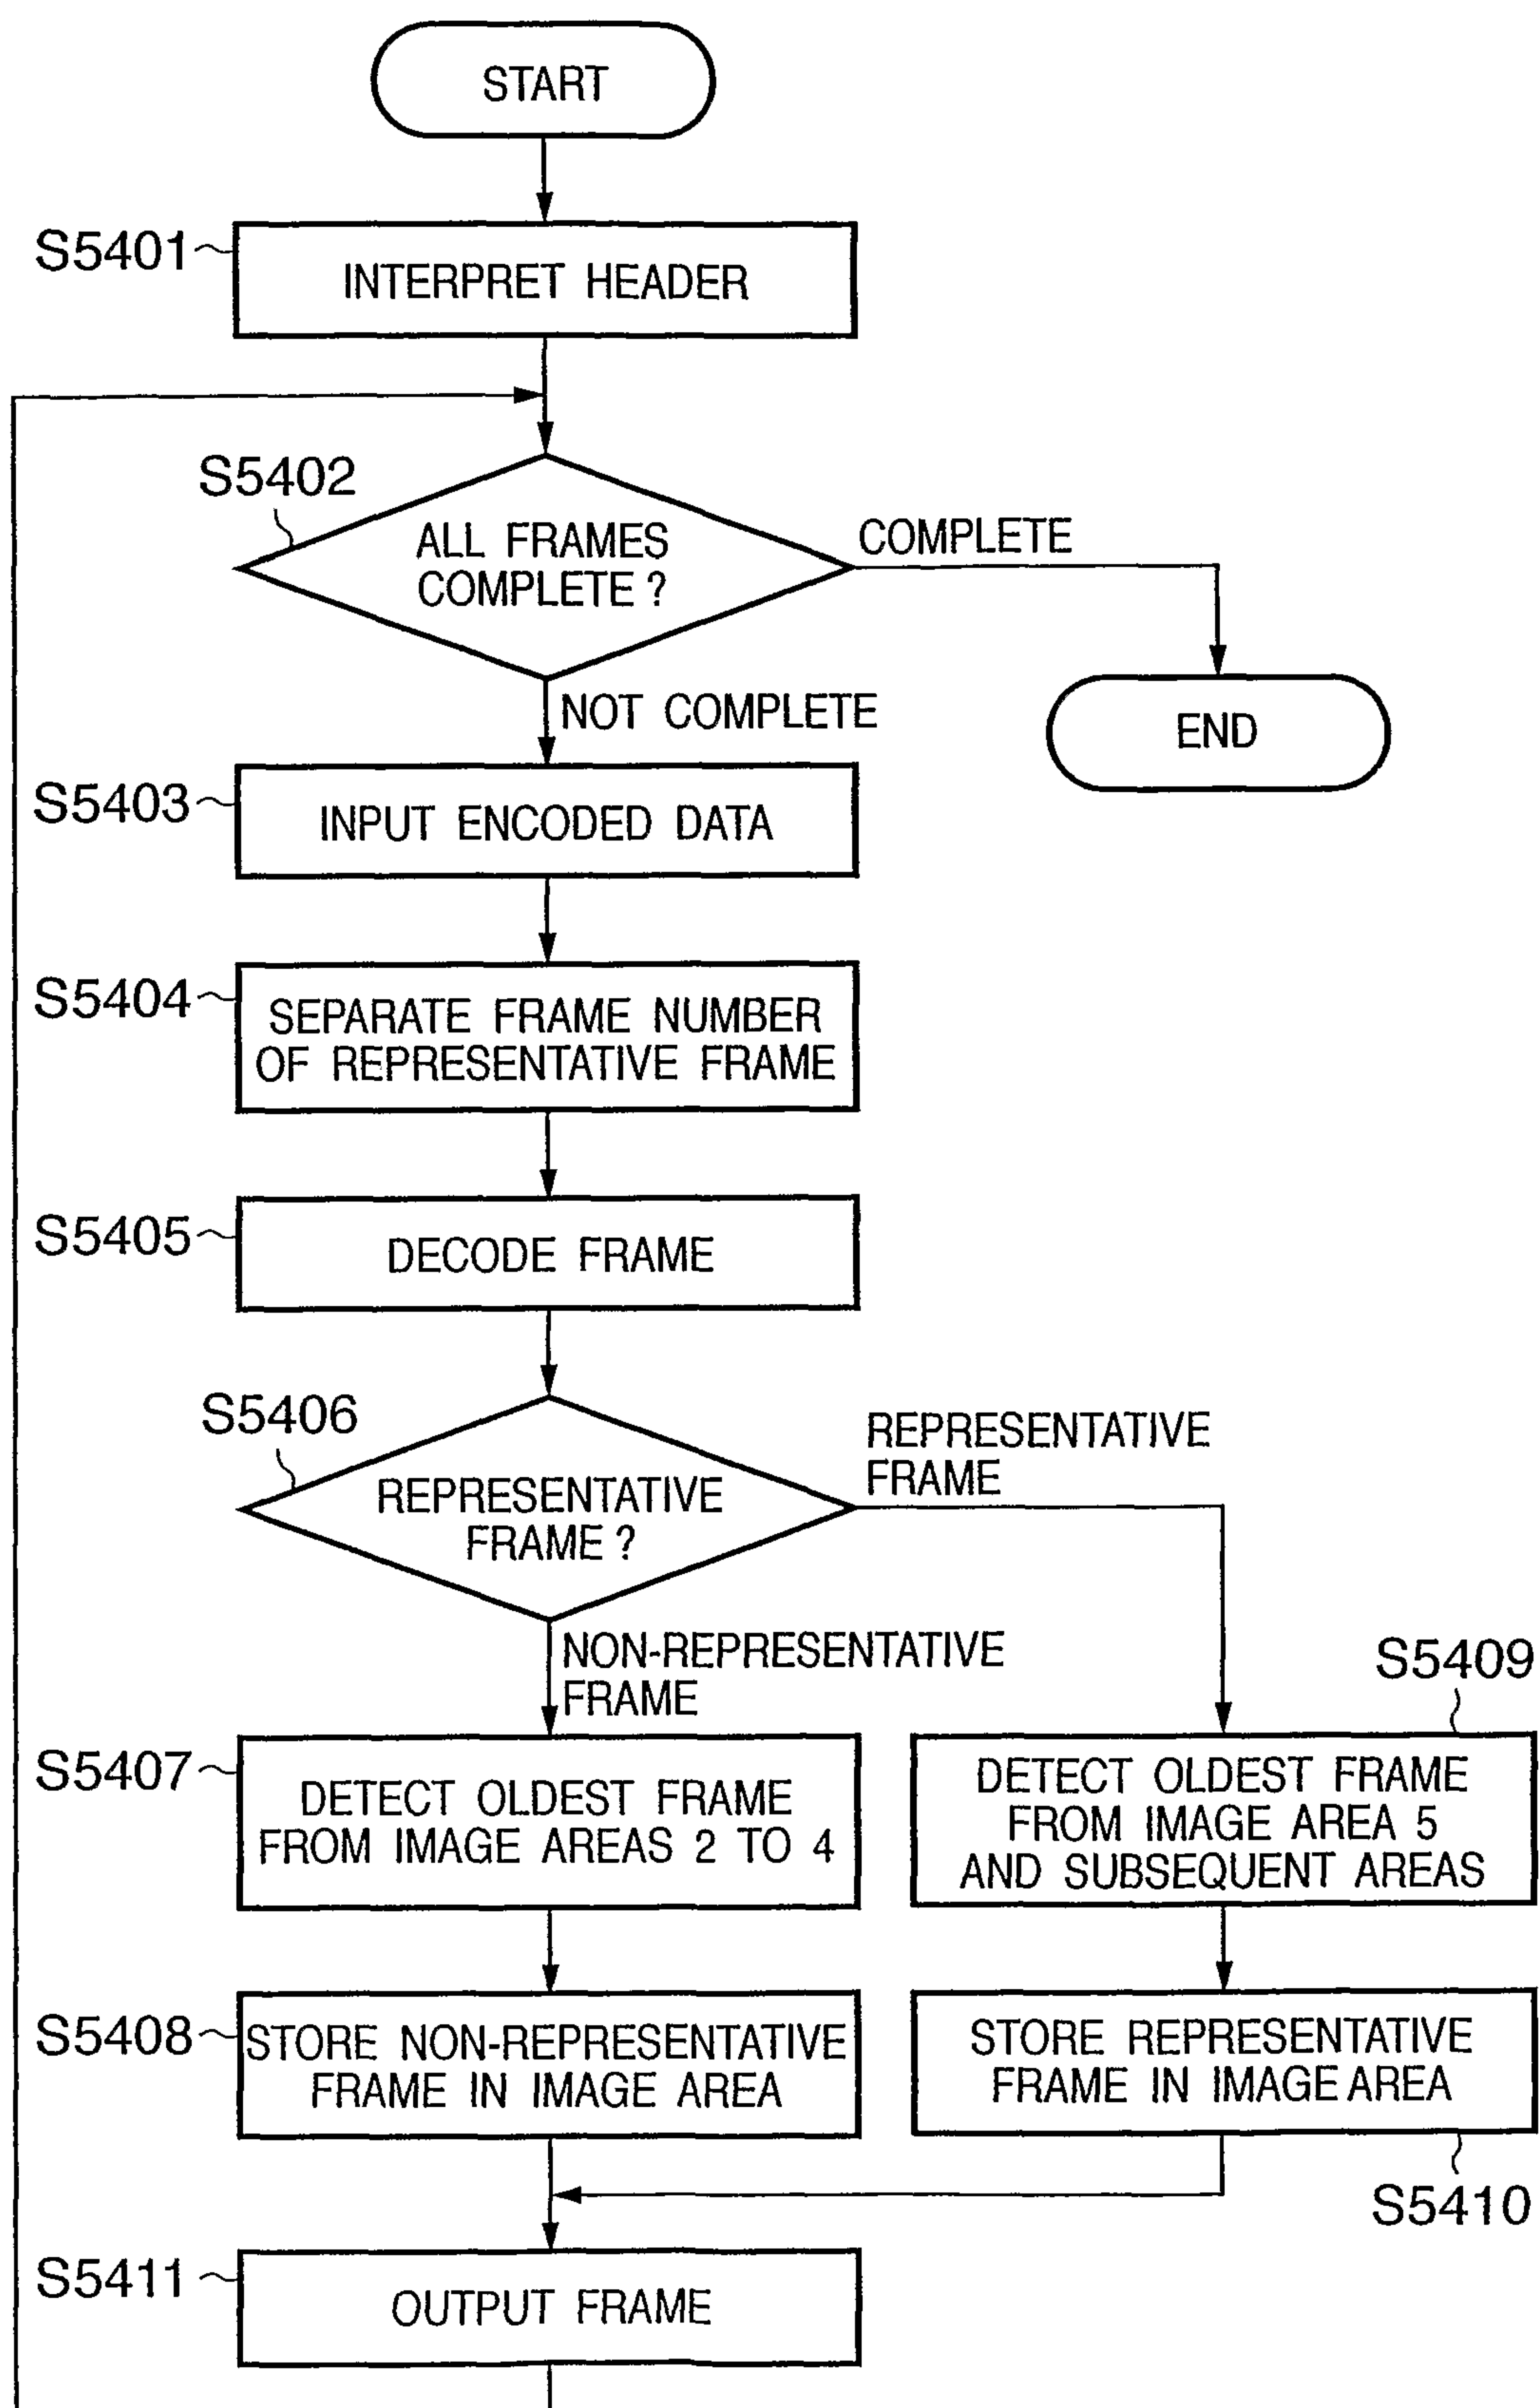 START
S5401
INTERPRET HEADER
S5402
ALL FRAMES
COMPLETE ?
COMPLETE
END
NOT COMPLETE
S5403
INPUT ENCODED DATA
S5404
SEPARATE FRAME NUMBER
OF REPRESENTATIVE FRAME
S5405
DECODE FRAME
S5406
REPRESENTATIVE
FRAME ?
REPRESENTATIVE
FRAME
NON-REPRESENTATIVE
FRAME
S5407
DETECT OLDEST FRAME
FROM IMAGE AREAS 2 TO 4
S5409
DETECT OLDEST FRAME
FROM IMAGE AREA 5
AND SUBSEQUENT AREAS
S5408
STORE NON-REPRESENTATIVE
FRAME IN IMAGE AREA
STORE REPRESENTATIVE
FRAME IN IMAGE AREA
S5410
S5411
OUTPUT FRAME